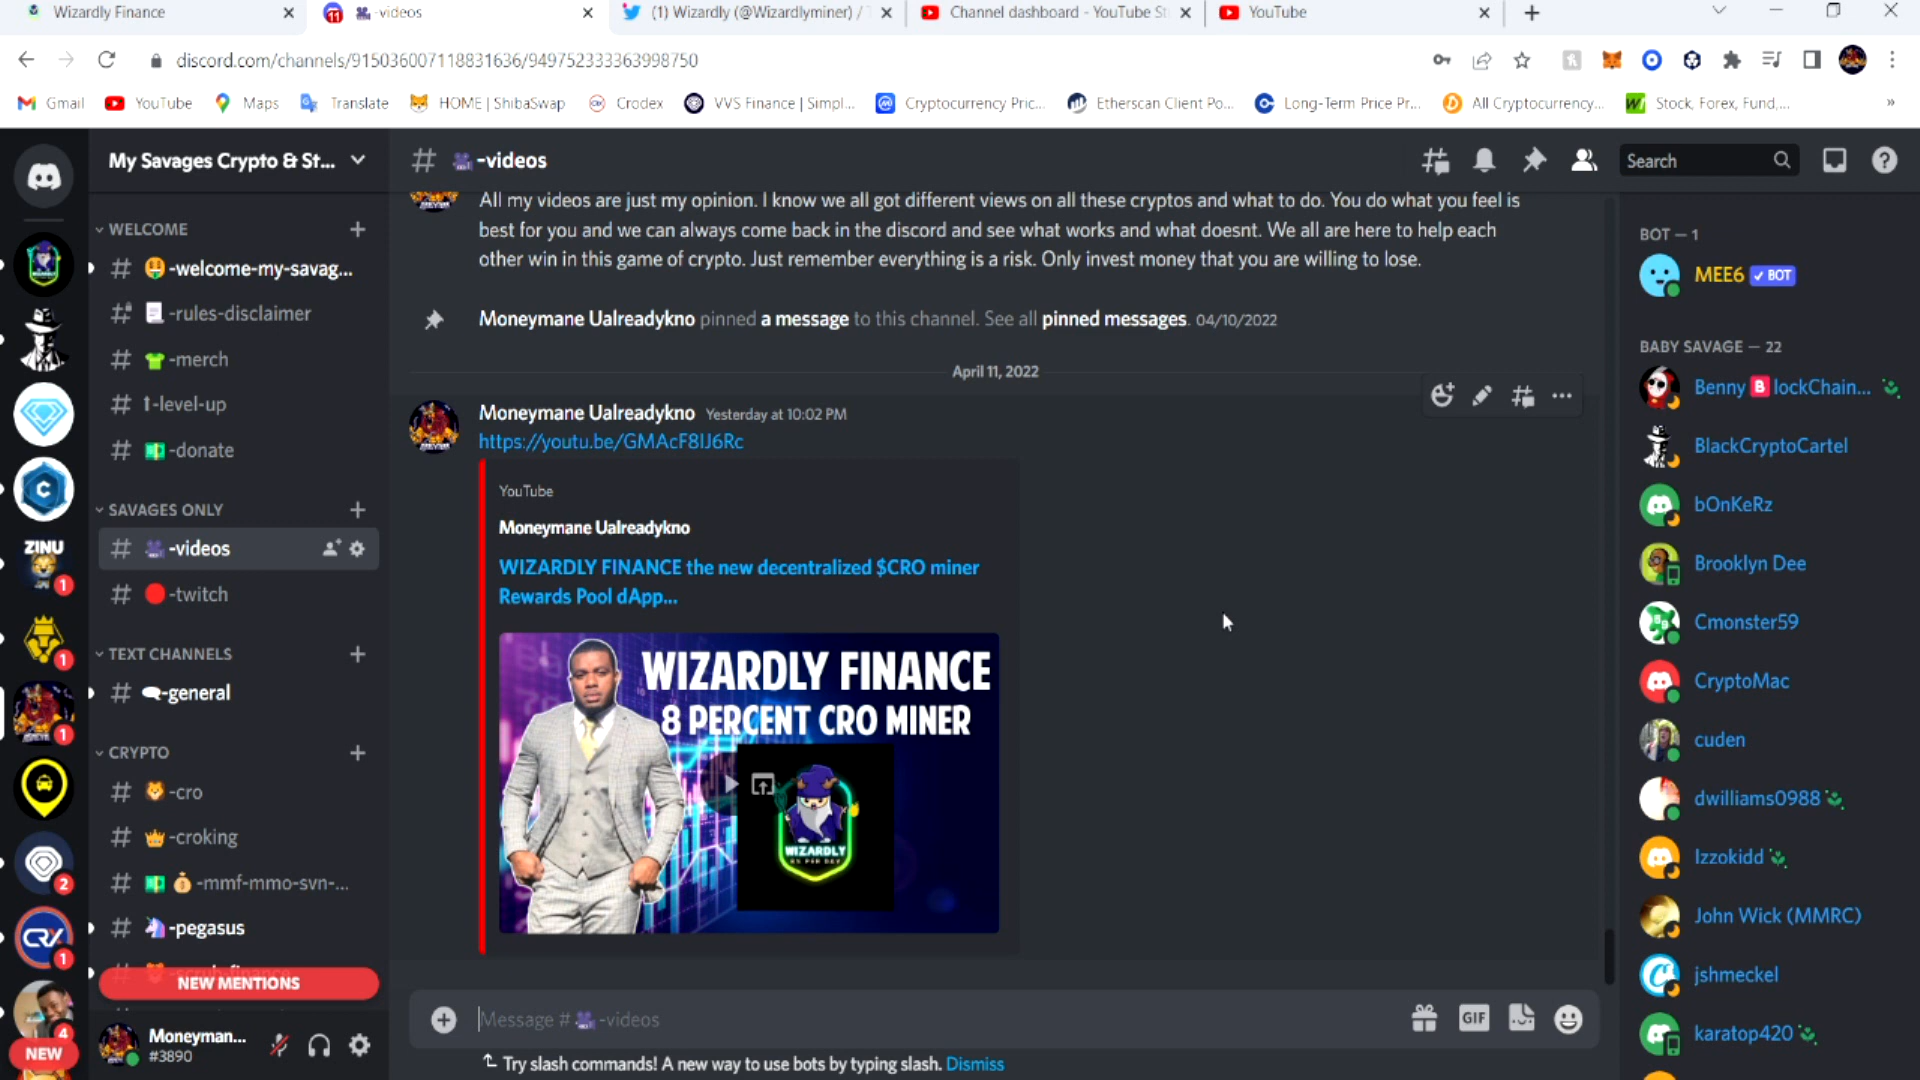 Wizardly Finance
-videos
(1) Wizardly (@Wizardlyminer) /
Channel dashboard - YouTube St
YouTube
discord.com/channels/915036007118831636/949752333363998750
Gmail
YouTube
Maps
Translate
HOME | ShibaSwap
Crodex
VVS Finance | Simpl...
Cryptocurrency Pric...
Etherscan Client Po...
Long-Term Price Pr...
All Cryptocurrency...
Stock, Forex, Fund,...
My Savages Crypto & St...
WELCOME
-welcome-my-savag...
-rules-disclaimer
-merch
-level-up
-donate
SAVAGES ONLY
-videos
-twitch
TEXT CHANNELS
-general
CRYPTO
-cro
-croking
-mmf-mmo-svn-...
-pegasus
NEW MENTIONS
ZINU
1
1
1
2
CRX
1
4
NEW
Moneyman...
#3890
-videos
Search
All my videos are just my opinion. I know we all got different views on all these cryptos and what to do. You do what you feel is
best for you and we can always come back in the discord and see what works and what doesnt. We all are here to help each
other win in this game of crypto. Just remember everything is a risk. Only invest money that you are willing to lose.
Moneymane Ualreadykno pinned a message to this channel. See all pinned messages. 04/10/2022
April 11, 2022
Moneymane Ualreadykno Yesterday at 10:02 PM
https://youtu.be/GMAcF8IJ6Rc
YouTube
Moneymane Ualreadykno
WIZARDLY FINANCE the new decentralized $CRO miner
Rewards Pool dApp...
WIZARDLY FINANCE
8 PERCENT CRO MINER
WIZARDLY
8% PER DAY
Message # -videos
GIF
Try slash commands! A new way to use bots by typing slash. Dismiss
BOT — 1
MEE6 BOT
BABY SAVAGE — 22
Benny B lockChain...
BlackCryptoCartel
bOnKeRz
Brooklyn Dee
Cmonster59
CryptoMac
cuden
dwilliams0988
Izzokidd
John Wick (MMRC)
jshmeckel
karatop420